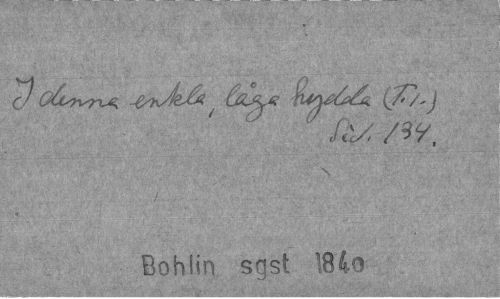 I denna enkla, låga hydda (T.1.)
Sid. 134.
Bohlin sgst 1840